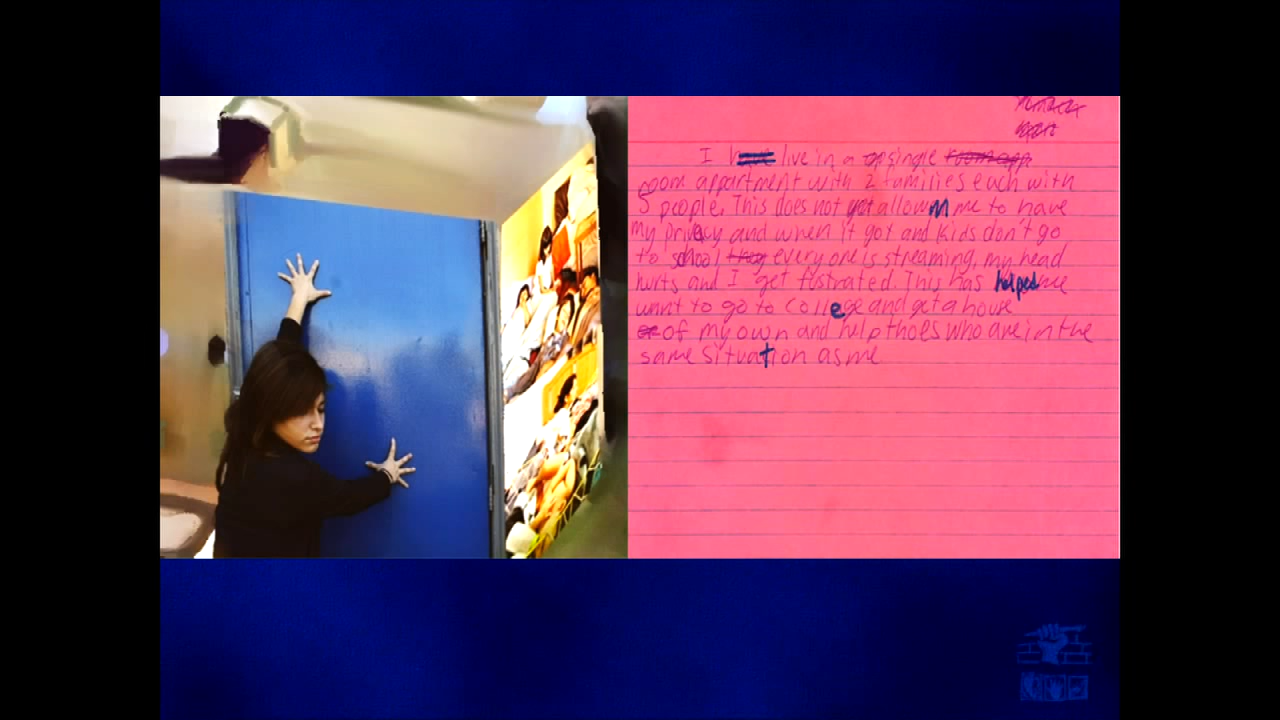 I live in a single
room appartment with 2 families each with
5 people. This does not allow me to have
my privacy and when it got and kids don't go
to school everyone is streaming, my head
hurts and I get fustrated. This has helped me
want to go to college and get a house
of my own and help thoes who are in the
same situation as me